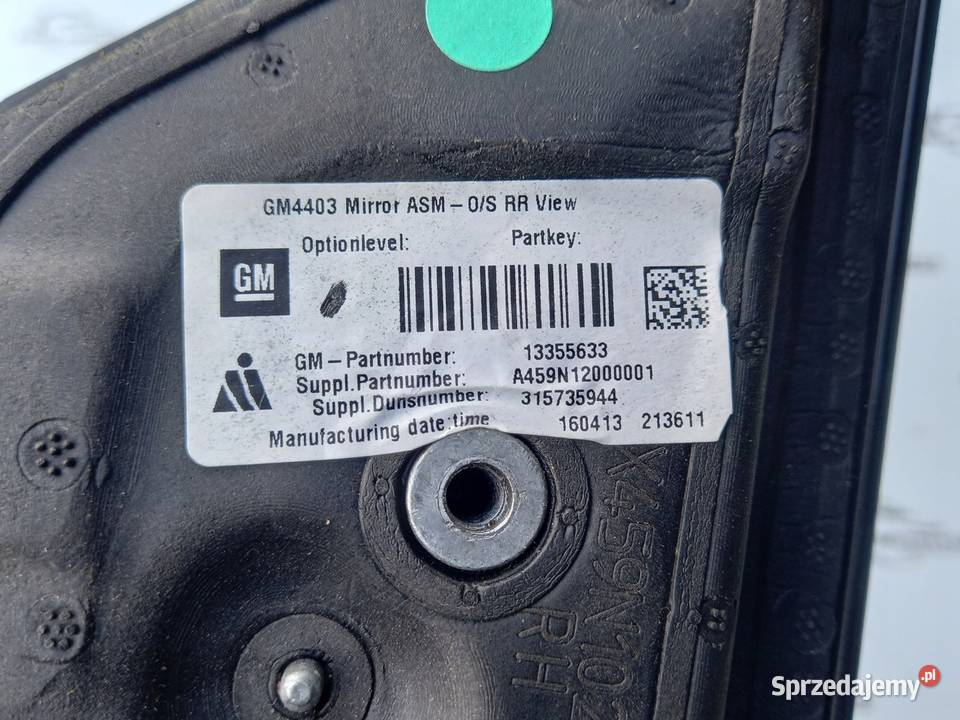 GM4403 Mirror ASM - O/S RR View
Optionlevel: Partkey:
GM
GM-Partnumber: 13355633
Suppl.Partnumber: A459N12000001
Suppl.Dunsnumber: 315735944
Manufacturing date:time 160413 213611
X459N102
RH
Sprzedajemy.pl